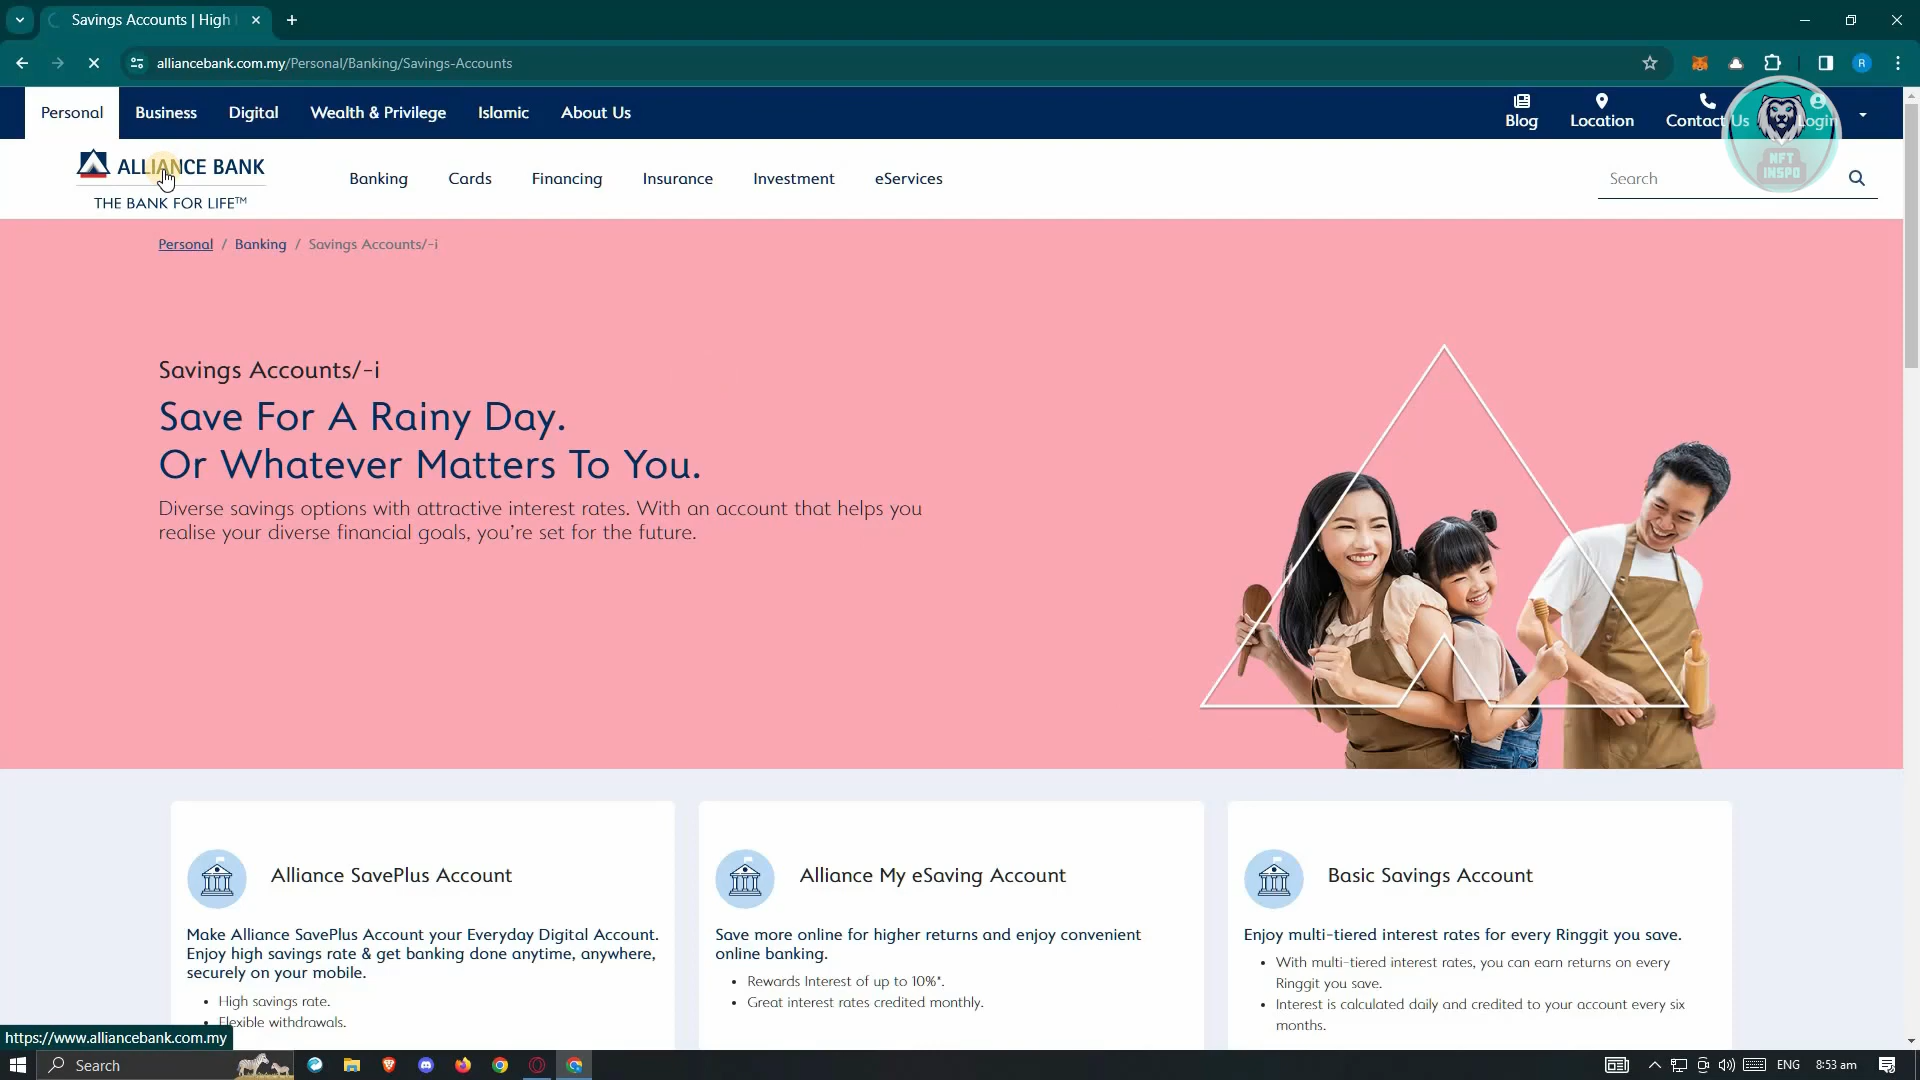 Savings Accounts | High
alliancebank.com.my/Personal/Banking/Savings-Accounts
R
Personal
Business
Digital
Wealth & Privilege
Islamic
About Us
Blog
Location
Contact Us
Login
NFT
INSPO
ALLIANCE BANK
THE BANK FOR LIFE™
Banking
Cards
Financing
Insurance
Investment
eServices
Search
Personal / Banking / Savings Accounts/-i
Savings Accounts/-i
Save For A Rainy Day.
Or Whatever Matters To You.
Diverse savings options with attractive interest rates. With an account that helps you
realise your diverse financial goals, you’re set for the future.
Alliance SavePlus Account
Make Alliance SavePlus Account your Everyday Digital Account.
Enjoy high savings rate & get banking done anytime, anywhere,
securely on your mobile.
• High savings rate.
• Flexible withdrawals.
Alliance My eSaving Account
Save more online for higher returns and enjoy convenient
online banking.
• Rewards Interest of up to 10%*.
• Great interest rates credited monthly.
Basic Savings Account
Enjoy multi-tiered interest rates for every Ringgit you save.
• With multi-tiered interest rates, you can earn returns on every
Ringgit you save.
• Interest is calculated daily and credited to your account every six
months.
https://www.alliancebank.com.my
Search
ENG
8:53 am